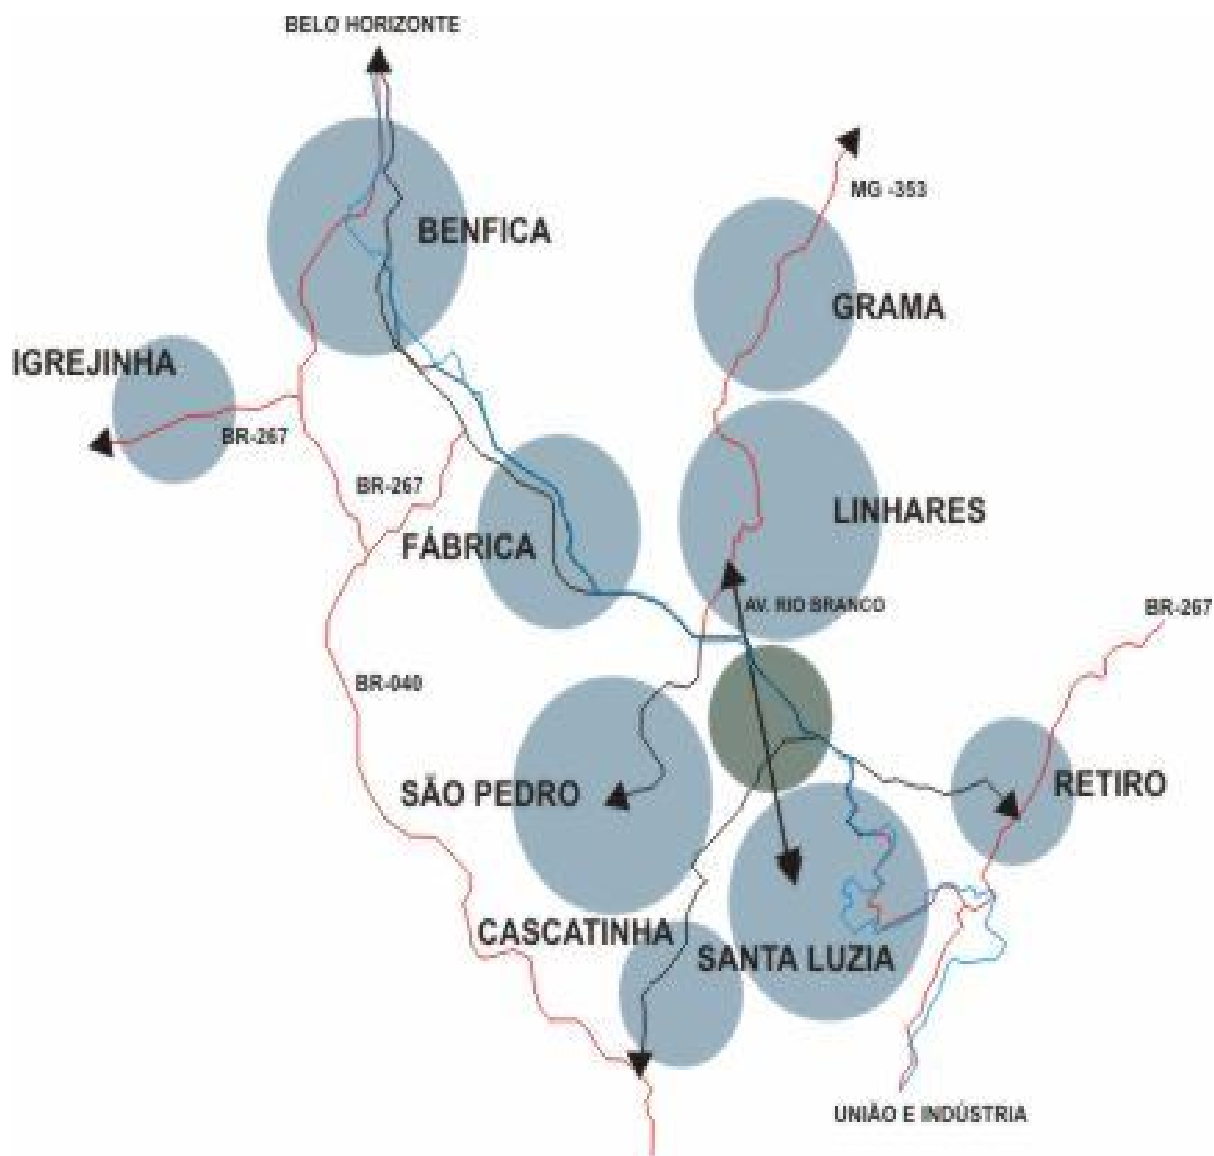 BELO HORIZONTE
MG -353
BENFICA
GRAMA
IGREJINHA
BR-267
BR-267
LINHARES
FÁBRICA
AV. RIO BRANCO
BR-267
BR-040
SÃO PEDRO
RETIRO
CASCATINHA
SANTA LUZIA
UNIÃO E INDÚSTRIA